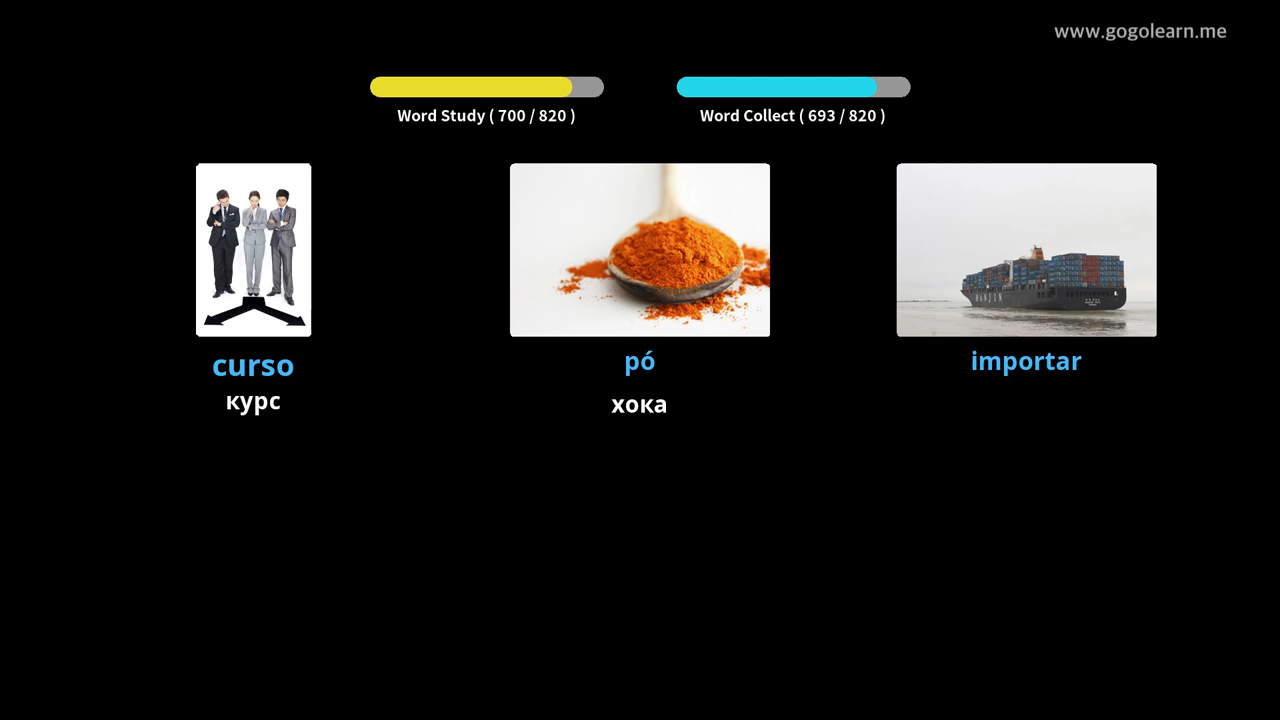 www.gogolearn.me
Word Study ( 700 / 820 )
Word Collect ( 693 / 820 )
curso
курс
pó
хока
importar